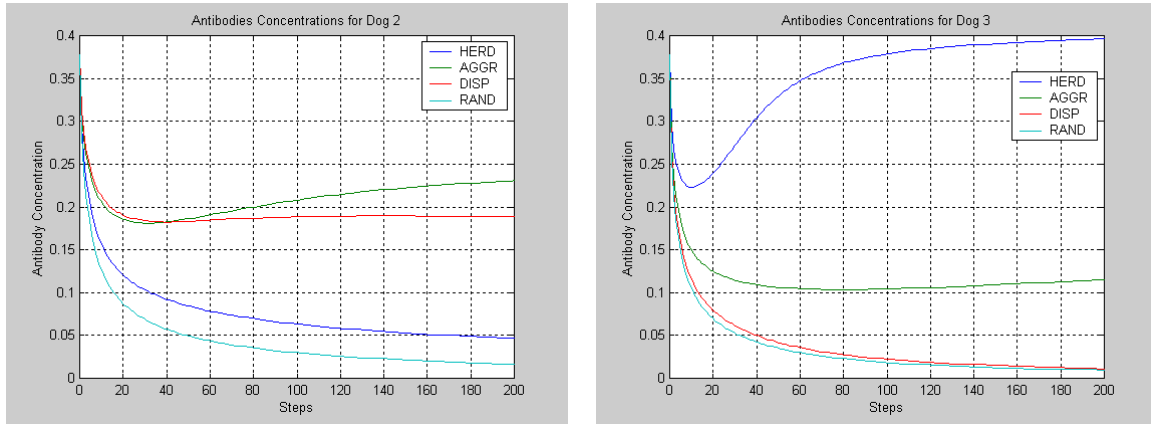 Antibodies Concentrations for Dog 2
Antibody Concentration
0.4
0.35
0.3
0.25
0.2
0.15
0.1
0.05
0
HERD
AGGR
DISP
RAND
0 20 40 60 80 100 120 140 160 180 200
Steps
Antibodies Concentrations for Dog 3
Antibody Concentration
0.4
0.35
0.3
0.25
0.2
0.15
0.1
0.05
0
HERD
AGGR
DISP
RAND
0 20 40 60 80 100 120 140 160 180 200
Steps